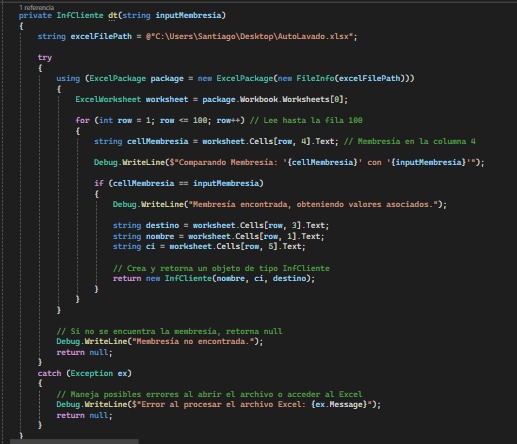 1 referencia
private InfCliente dt(string inputMembresia)
{
    string excelFilePath = @"C:\Users\Santiago\Desktop\AutoLavado.xlsx";

    try
    {
        using (ExcelPackage package = new ExcelPackage(new FileInfo(excelFilePath)))
        {
            ExcelWorksheet worksheet = package.Workbook.Worksheets[0];

            for (int row = 1; row <= 100; row++) // Lee hasta la fila 100
            {
                string cellMembresia = worksheet.Cells[row, 4].Text; // Membresía en la columna 4

                Debug.WriteLine($"Comparando Membresía: '{cellMembresia}' con '{inputMembresia}'");

                if (cellMembresia == inputMembresia)
                {
                    Debug.WriteLine("Membresía encontrada, obteniendo valores asociados.");

                    string destino = worksheet.Cells[row, 3].Text;
                    string nombre = worksheet.Cells[row, 1].Text;
                    string ci = worksheet.Cells[row, 5].Text;

                    // Crea y retorna un objeto de tipo InfCliente
                    return new InfCliente(nombre, ci, destino);
                }
            }
        }

        // Si no se encuentra la membresía, retorna null
        Debug.WriteLine("Membresía no encontrada.");
        return null;
    }
    catch (Exception ex)
    {
        // Maneja posibles errores al abrir el archivo o acceder al Excel
        Debug.WriteLine($"Error al procesar el archivo Excel: {ex.Message}");
        return null;
    }
}